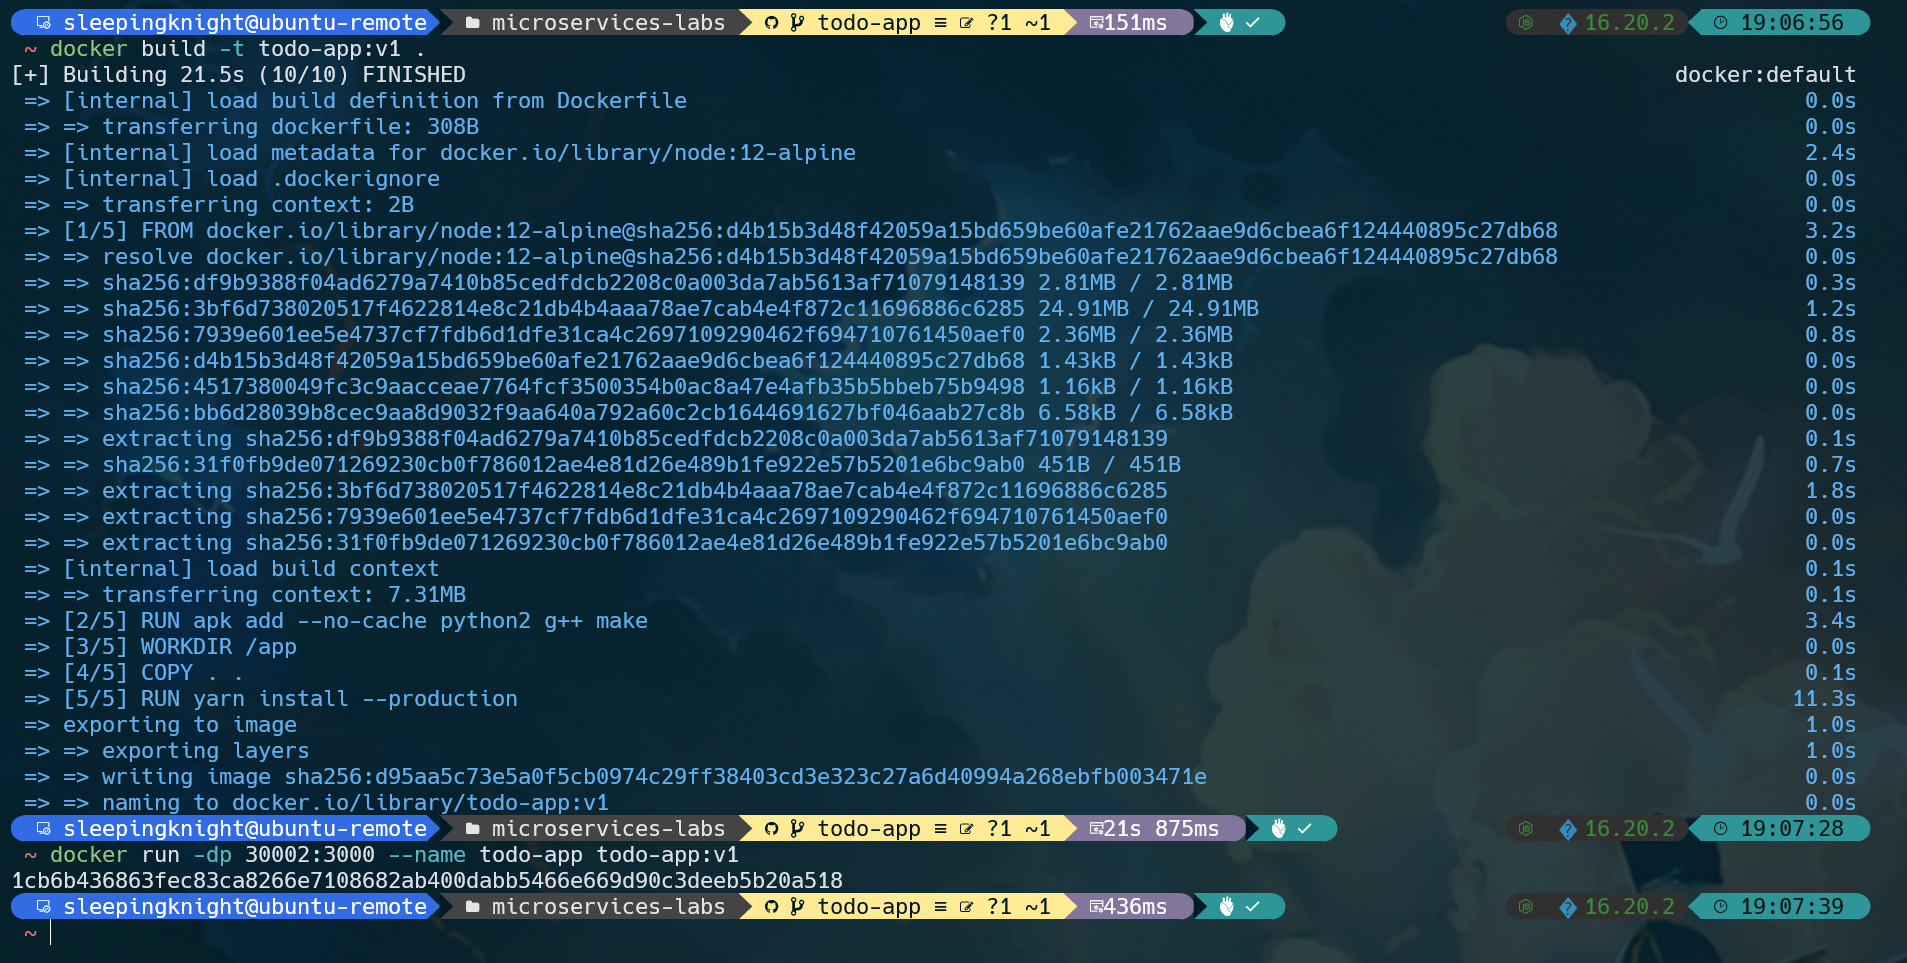 sleepingknight@ubuntu-remote microservices-labs todo-app ≡ ?1 ~1 151ms ✓ 16.20.2 19:06:56
~ docker build -t todo-app:v1 .
[+] Building 21.5s (10/10) FINISHED docker:default
=> [internal] load build definition from Dockerfile 0.0s
=> => transferring dockerfile: 308B 0.0s
=> [internal] load metadata for docker.io/library/node:12-alpine 2.4s
=> [internal] load .dockerignore 0.0s
=> => transferring context: 2B 0.0s
=> [1/5] FROM docker.io/library/node:12-alpine@sha256:d4b15b3d48f42059a15bd659be60afe21762aae9d6cbea6f124440895c27db68 3.2s
=> => resolve docker.io/library/node:12-alpine@sha256:d4b15b3d48f42059a15bd659be60afe21762aae9d6cbea6f124440895c27db68 0.0s
=> => sha256:df9b9388f04ad6279a7410b85cedfdcb2208c0a003da7ab5613af71079148139 2.81MB / 2.81MB 0.3s
=> => sha256:3bf6d738020517f4622814e8c21db4b4aaa78ae7cab4e4f872c11696886c6285 24.91MB / 24.91MB 1.2s
=> => sha256:7939e601ee5e4737cf7fdb6d1dfe31ca4c2697109290462f694710761450aef0 2.36MB / 2.36MB 0.8s
=> => sha256:d4b15b3d48f42059a15bd659be60afe21762aae9d6cbea6f124440895c27db68 1.43kB / 1.43kB 0.0s
=> => sha256:4517380049fc3c9aacceae7764fcf3500354b0ac8a47e4afb35b5bbeb75b9498 1.16kB / 1.16kB 0.0s
=> => sha256:bb6d28039b8cec9aa8d9032f9aa640a792a60c2cb1644691627bf046aab27c8b 6.58kB / 6.58kB 0.0s
=> => extracting sha256:df9b9388f04ad6279a7410b85cedfdcb2208c0a003da7ab5613af71079148139 0.1s
=> => sha256:31f0fb9de071269230cb0f786012ae4e81d26e489b1fe922e57b5201e6bc9ab0 451B / 451B 0.7s
=> => extracting sha256:3bf6d738020517f4622814e8c21db4b4aaa78ae7cab4e4f872c11696886c6285 1.8s
=> => extracting sha256:7939e601ee5e4737cf7fdb6d1dfe31ca4c2697109290462f694710761450aef0 0.0s
=> => extracting sha256:31f0fb9de071269230cb0f786012ae4e81d26e489b1fe922e57b5201e6bc9ab0 0.0s
=> [internal] load build context 0.1s
=> => transferring context: 7.31MB 0.1s
=> [2/5] RUN apk add --no-cache python2 g++ make 3.4s
=> [3/5] WORKDIR /app 0.0s
=> [4/5] COPY . . 0.1s
=> [5/5] RUN yarn install --production 11.3s
=> exporting to image 1.0s
=> => exporting layers 1.0s
=> => writing image sha256:d95aa5c73e5a0f5cb0974c29ff38403cd3e323c27a6d40994a268ebfb003471e 0.0s
=> => naming to docker.io/library/todo-app:v1 0.0s
sleepingknight@ubuntu-remote microservices-labs todo-app ≡ ?1 ~1 21s 875ms ✓ 16.20.2 19:07:28
~ docker run -dp 30002:3000 --name todo-app todo-app:v1
1cb6b436863fec83ca8266e7108682ab400dabb5466e669d90c3deeb5b20a518
sleepingknight@ubuntu-remote microservices-labs todo-app ≡ ?1 ~1 436ms ✓ 16.20.2 19:07:39
~